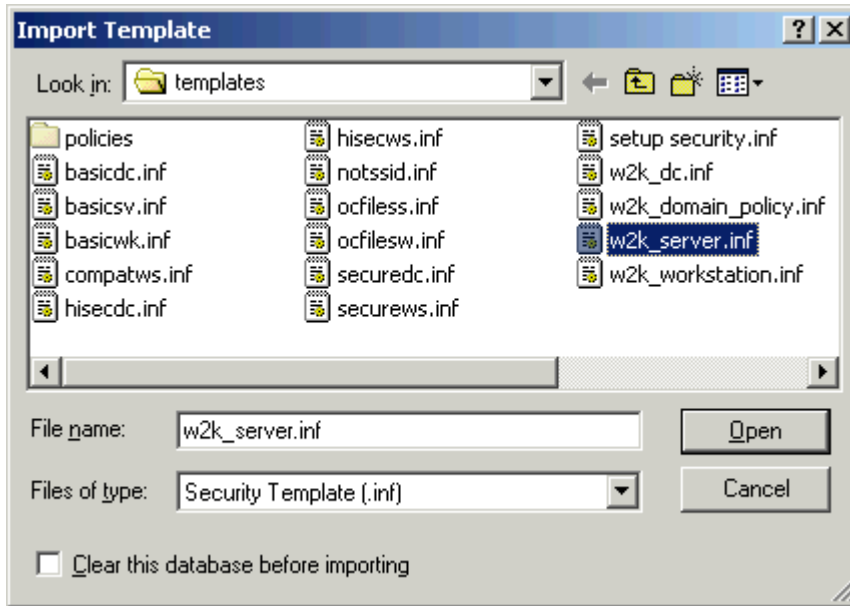 Import Template
Look in: templates
policies
basicdc.inf
basicsv.inf
basicwk.inf
compatws.inf
hisecdc.inf
hisecws.inf
notssid.inf
ocfiless.inf
ocfilesw.inf
securedc.inf
securews.inf
setup security.inf
w2k_dc.inf
w2k_domain_policy.inf
w2k_server.inf
w2k_workstation.inf
File name: w2k_server.inf
Open
Files of type: Security Template (.inf)
Cancel
Clear this database before importing